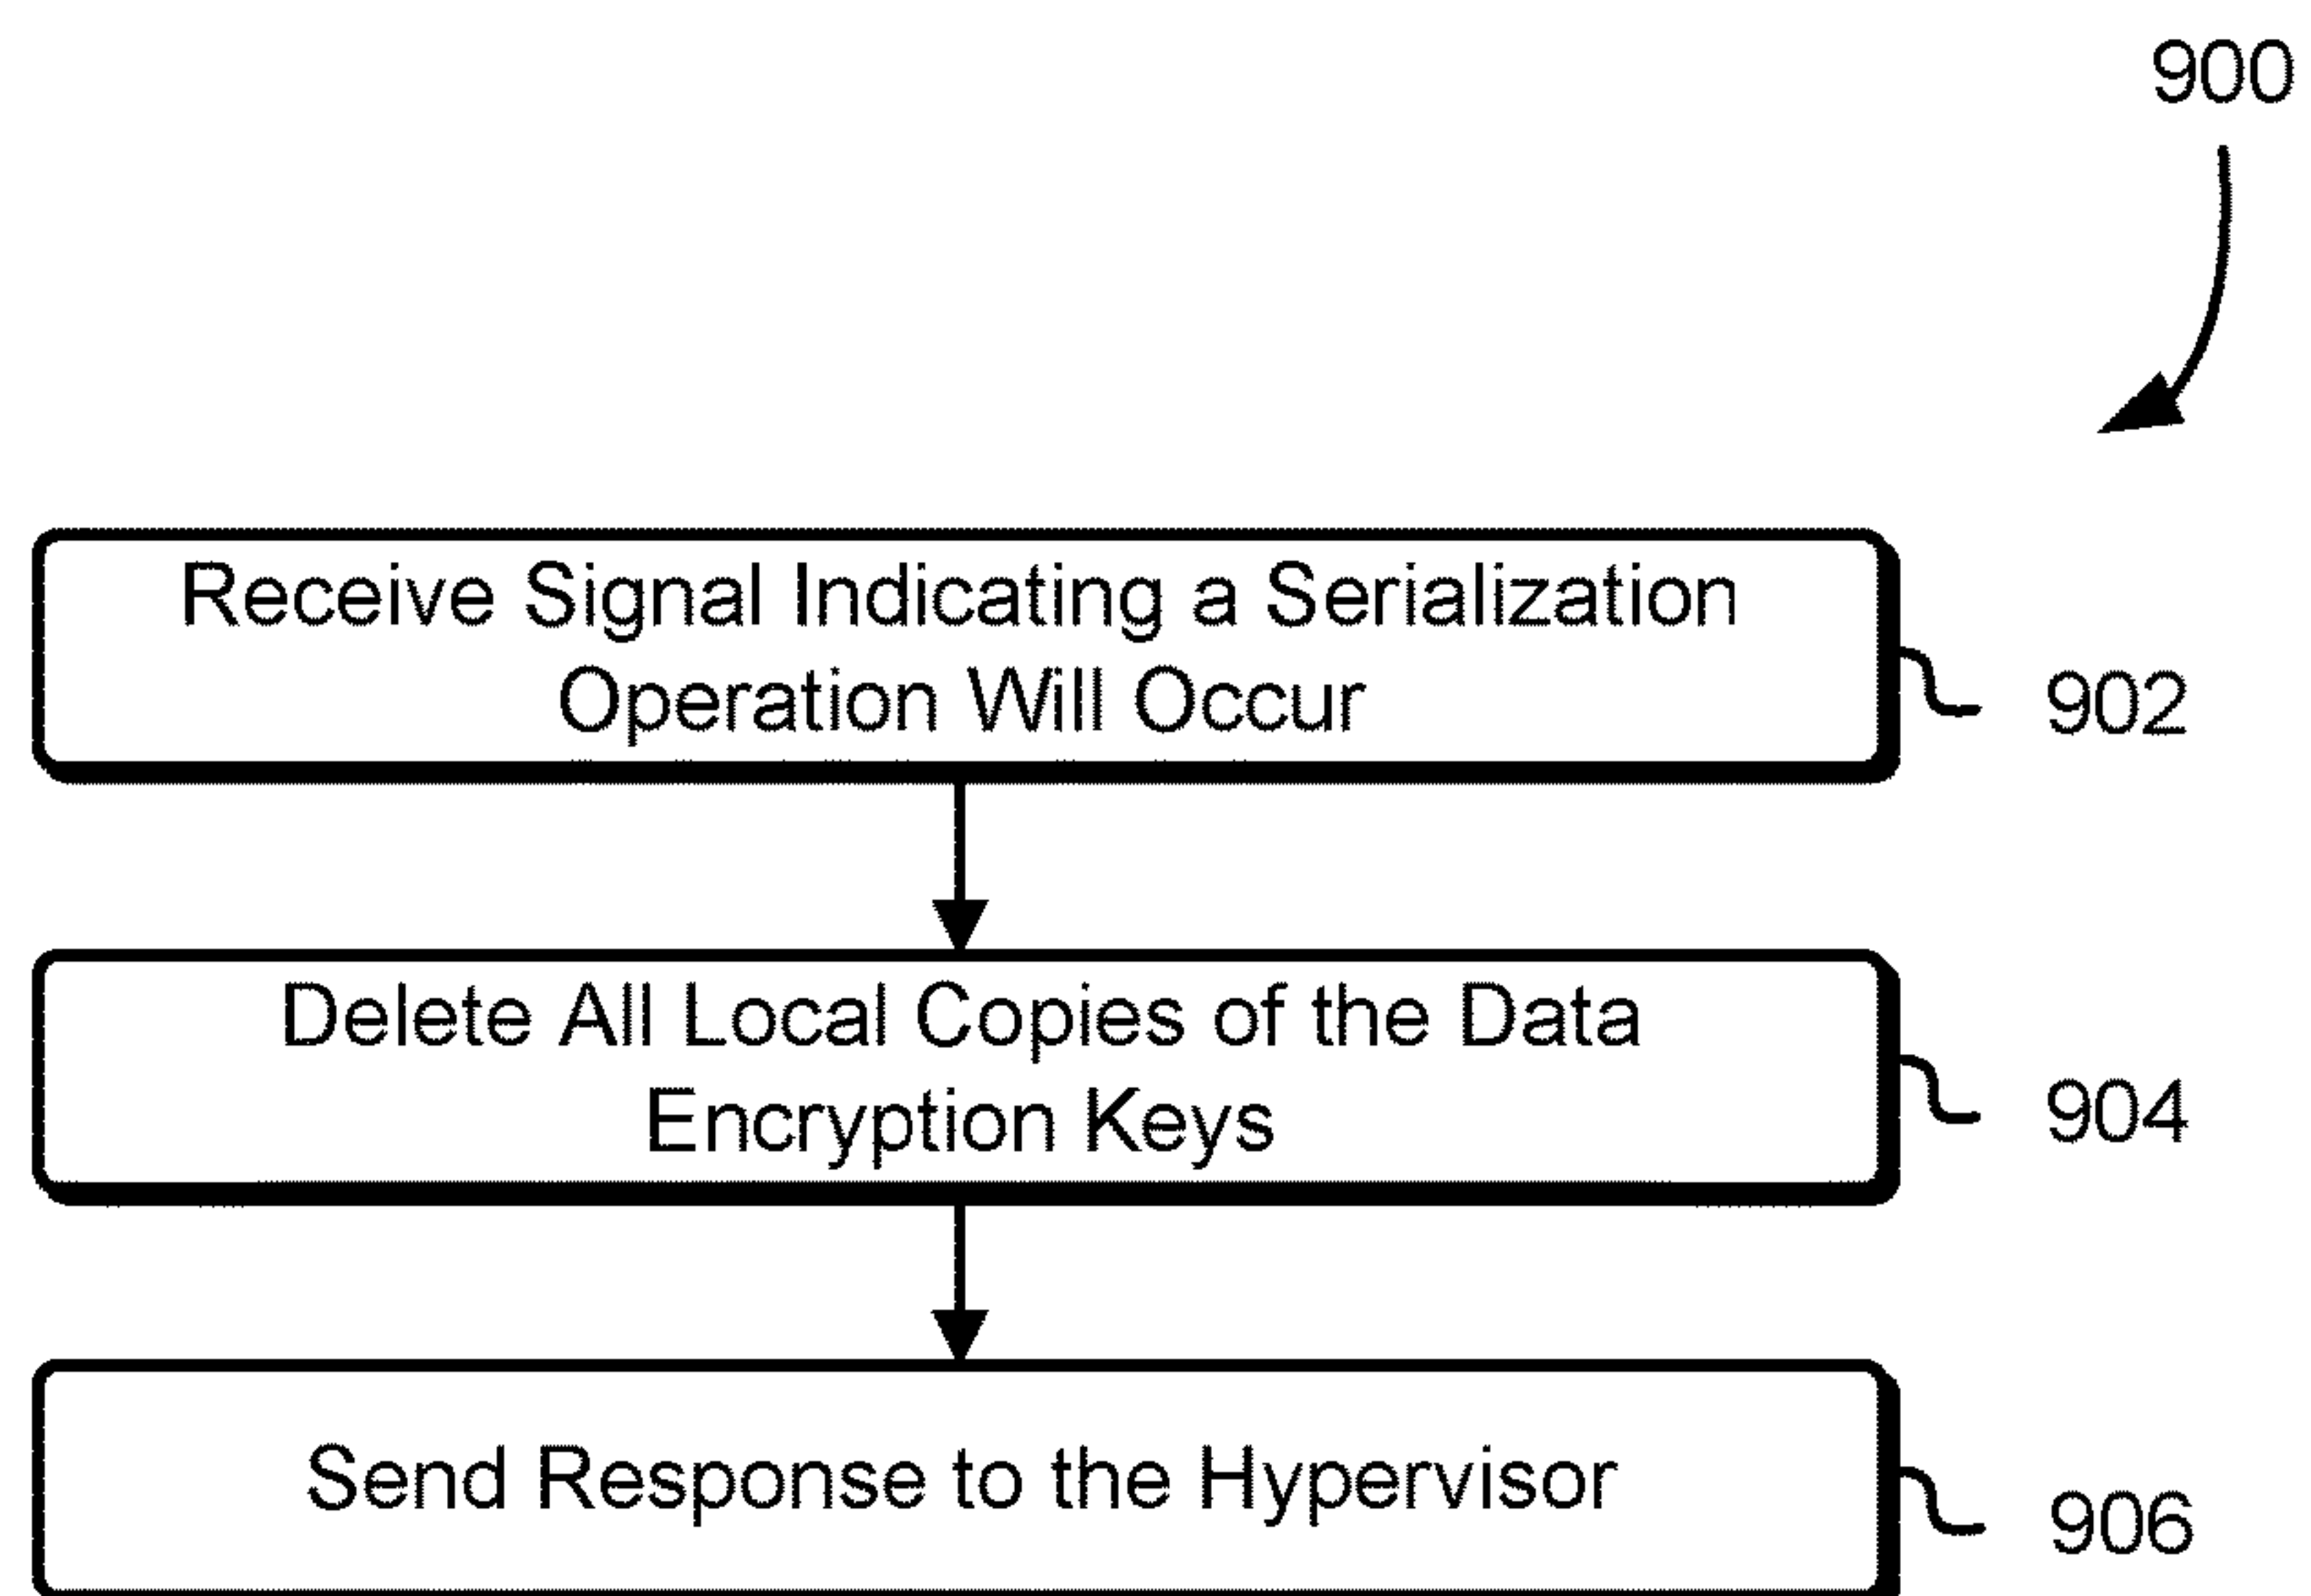 900
Receive Signal Indicating a Serialization
Operation Will Occur
902
Delete All Local Copies of the Data
Encryption Keys
904
Send Response to the Hypervisor
906